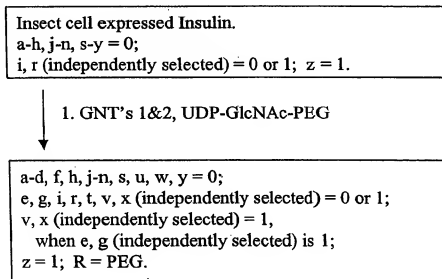 Insect cell expressed Insulin.
a-h, j-n, s-y = 0;
i, r (independently selected) = 0 or 1; z = 1.
1. GNT's 1&2, UDP-GlcNAc-PEG
a-d, f, h, j-n, s, u, w, y = 0;
e, g, i, r, t, v, x (independently selected) = 0 or 1;
v, x (independently selected) = 1,
when e, g (independently selected) is 1;
z = 1; R = PEG.